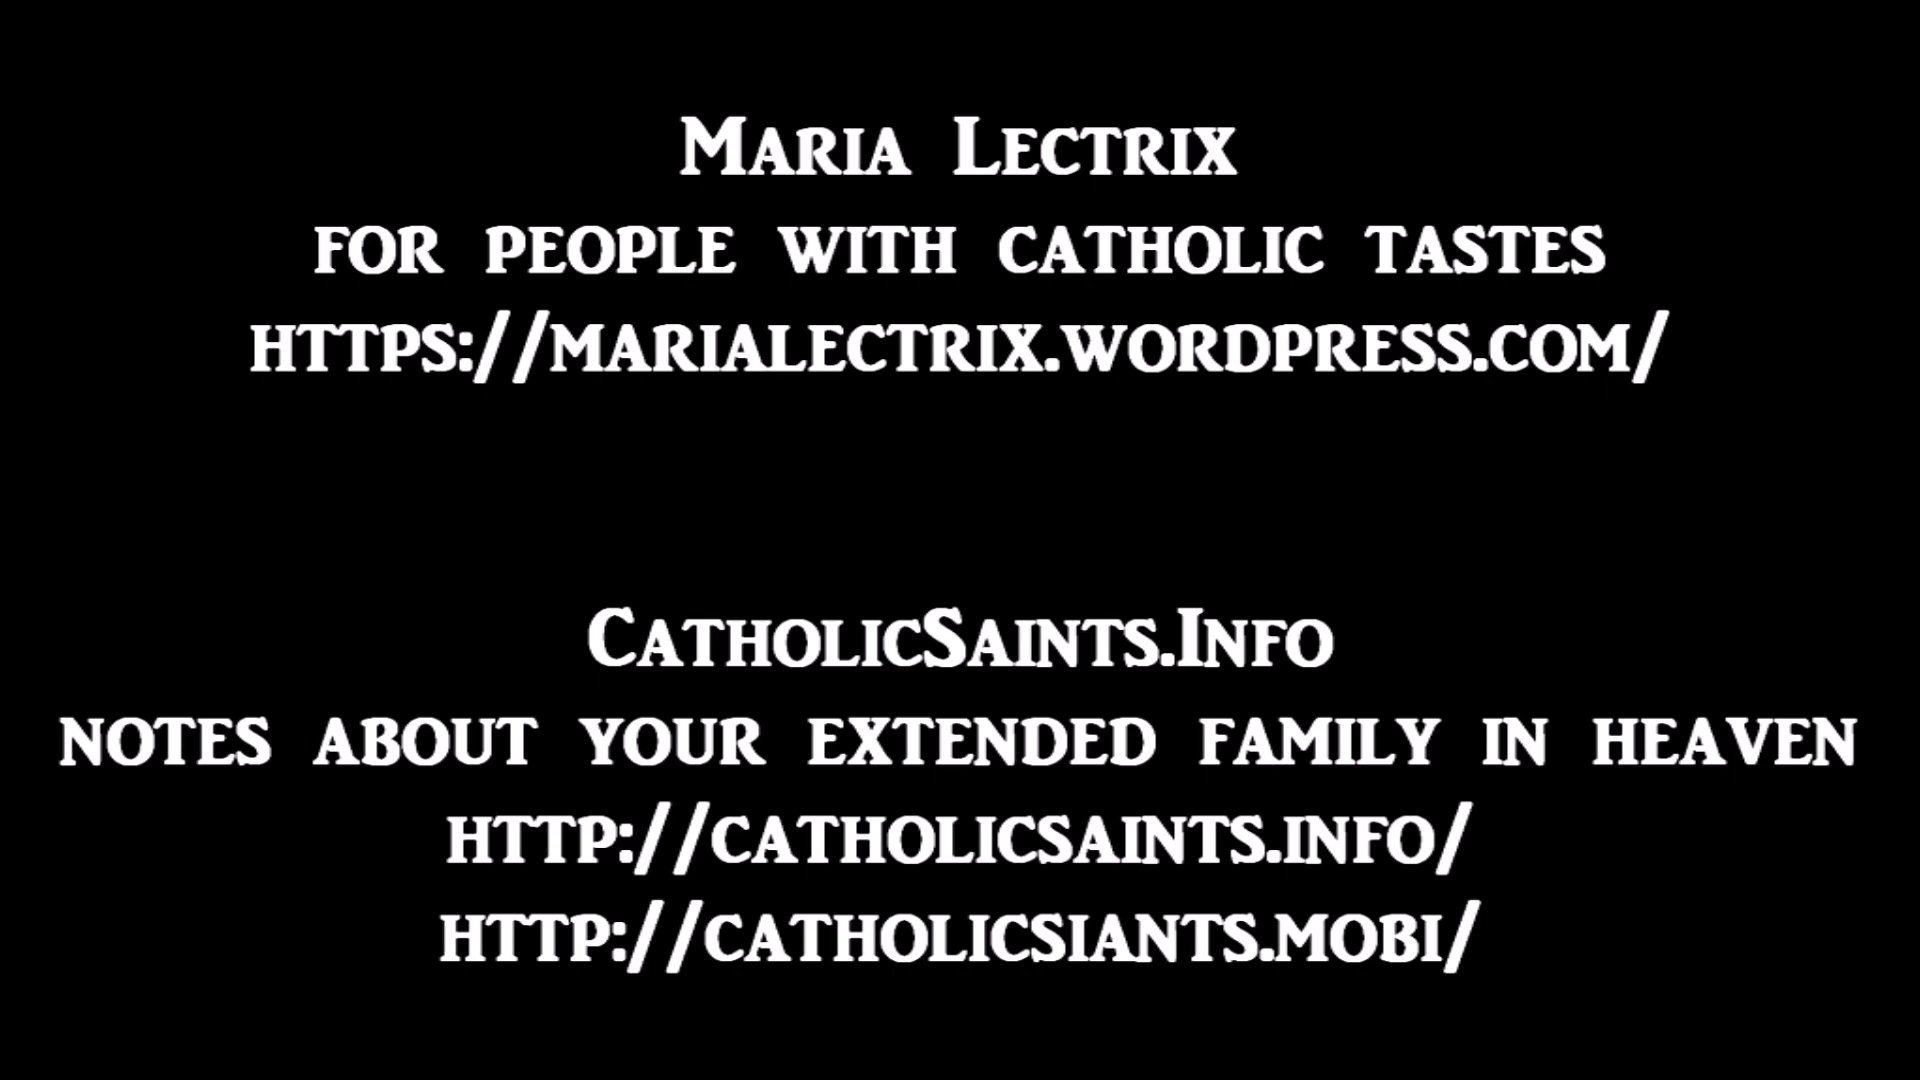 Maria Lectrix
for people with catholic tastes
https://marialectrix.wordpress.com/
CatholicSaints.Info
notes about your extended family in heaven
http://catholicsaints.info/
http://catholicsiants.mobi/